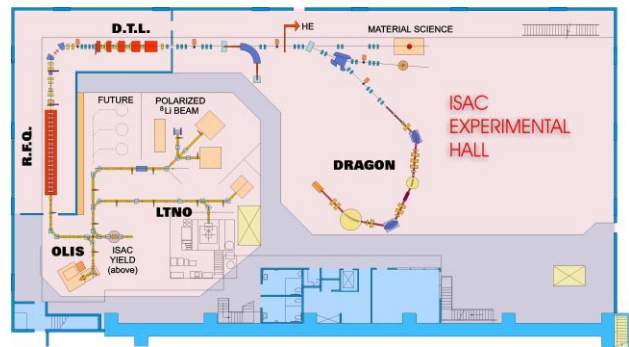 D.T.L.
HE
MATERIAL SCIENCE
FUTURE
POLARIZED
⁸Li BEAM
R.F.Q.
ISAC
EXPERIMENTAL
HALL
DRAGON
LTNO
OLIS
ISAC
YIELD
(above)